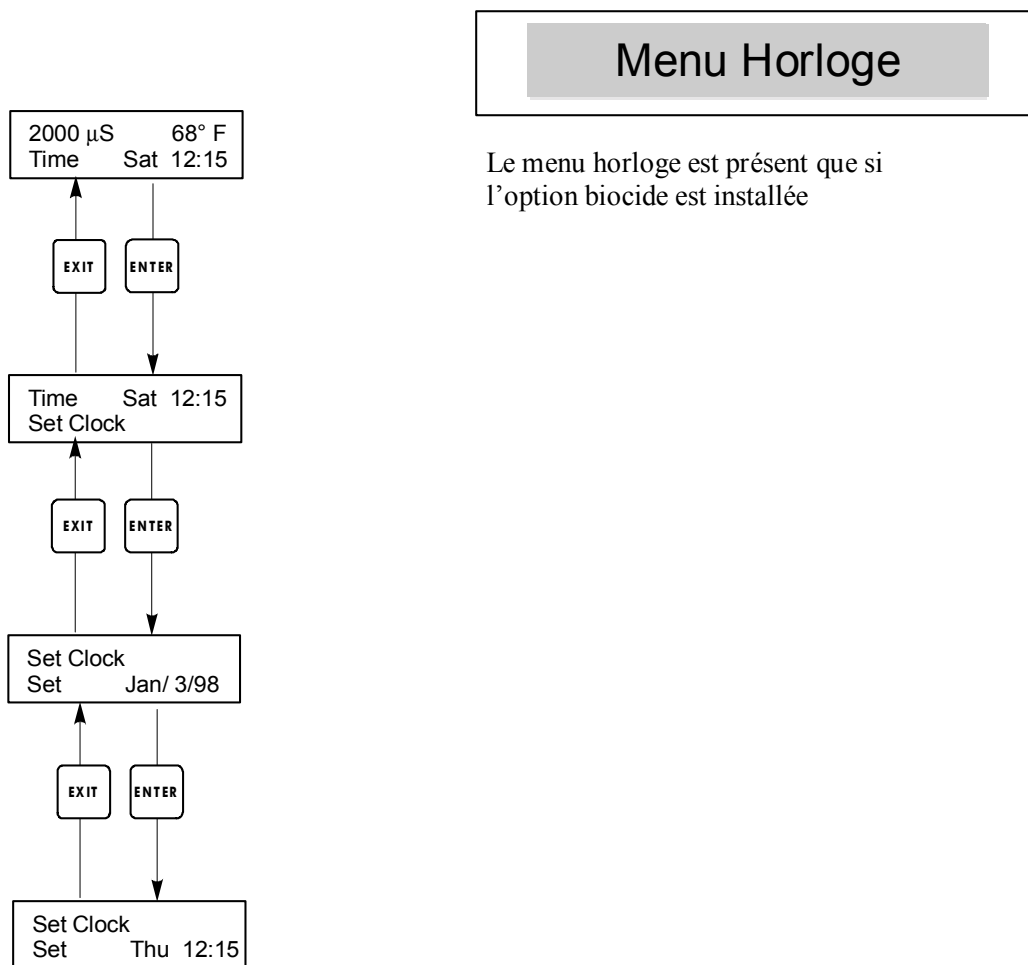 Menu Horloge
Le menu horloge est présent que si
l’option biocide est installée
2000 μS 68° F
Time Sat 12:15
EXIT ENTER
Time Sat 12:15
Set Clock
EXIT ENTER
Set Clock
Set Jan/ 3/98
EXIT ENTER
Set Clock
Set Thu 12:15